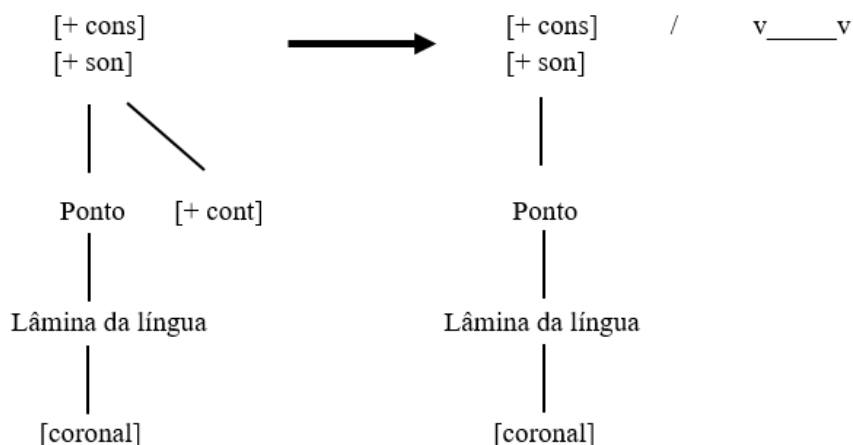 [+ cons] [+ cons] / v_____v
[+ son] [+ son]
Ponto [+ cont] Ponto
Lâmina da língua Lâmina da língua
[coronal] [coronal]